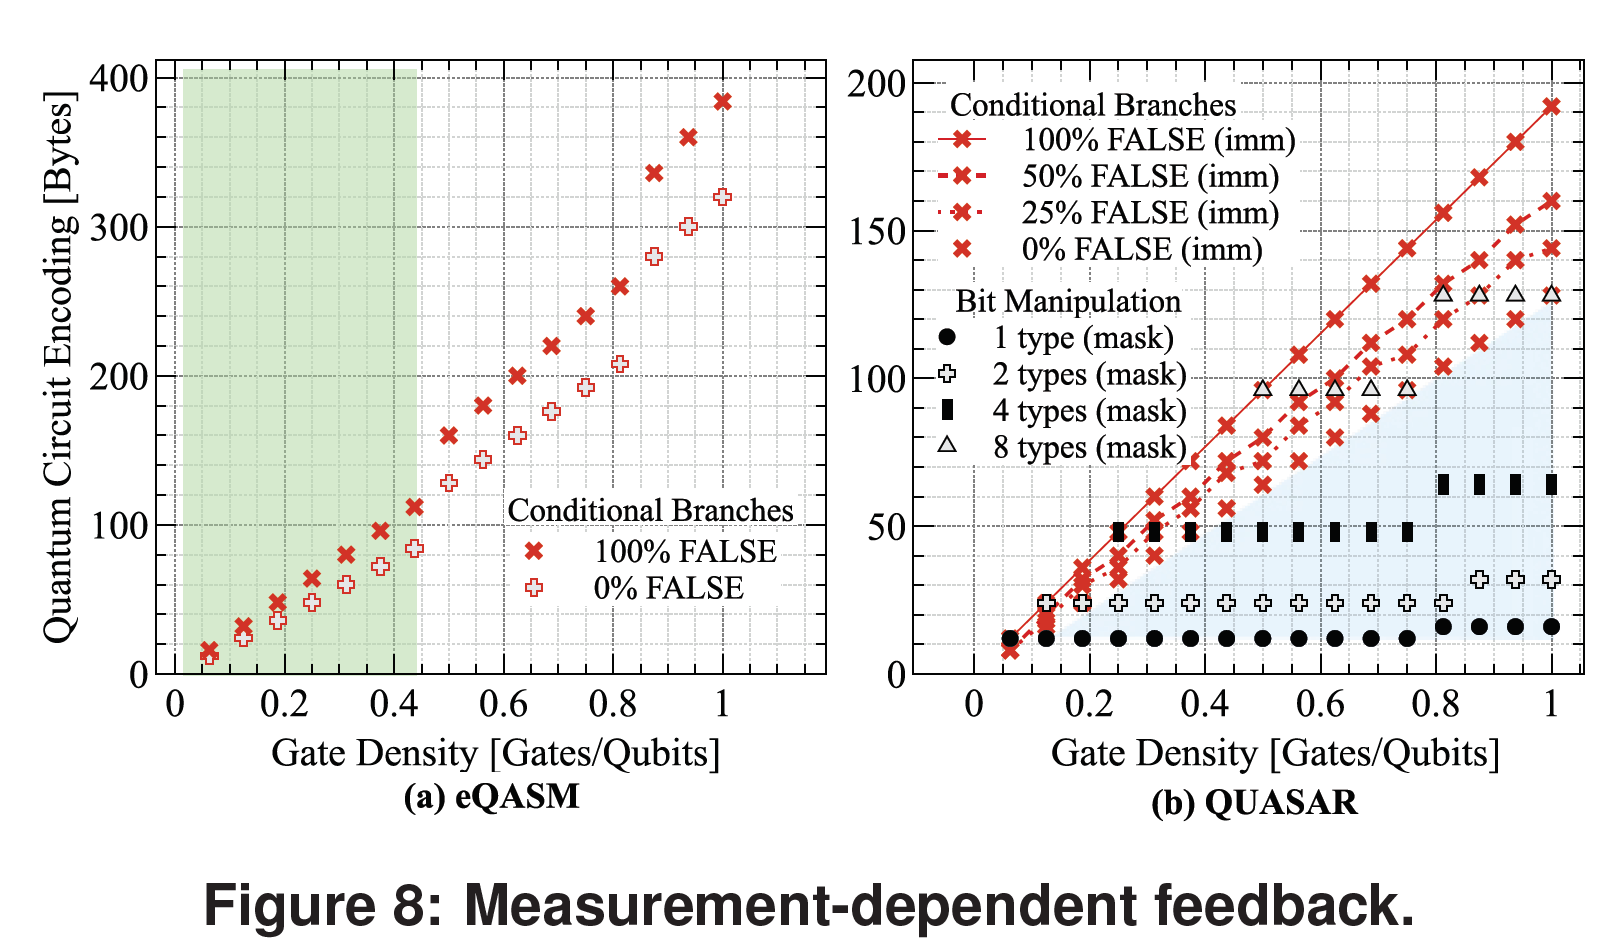 Quantum Circuit Encoding [Bytes]
400
300
200
100
0
Conditional Branches
100% FALSE
0% FALSE
0 0.2 0.4 0.6 0.8 1
Gate Density [Gates/Qubits]
(a) eQASM
200
150
100
50
0
Conditional Branches
100% FALSE (imm)
50% FALSE (imm)
25% FALSE (imm)
0% FALSE (imm)
Bit Manipulation
1 type (mask)
2 types (mask)
4 types (mask)
8 types (mask)
0 0.2 0.4 0.6 0.8 1
Gate Density [Gates/Qubits]
(b) QUASAR
Figure 8: Measurement-dependent feedback.